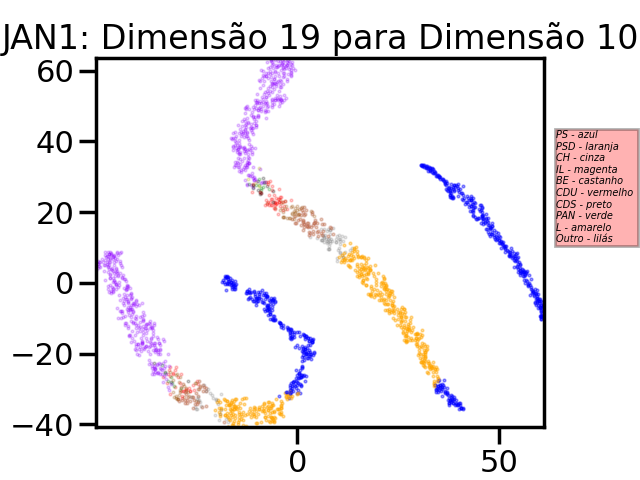 JAN1: Dimensão 19 para Dimensão 10
60
40
20
0
−20
−40
0
50
PS - azul
PSD - laranja
CH - cinza
IL - magenta
BE - castanho
CDU - vermelho
CDS - preto
PAN - verde
L - amarelo
Outro - lilás